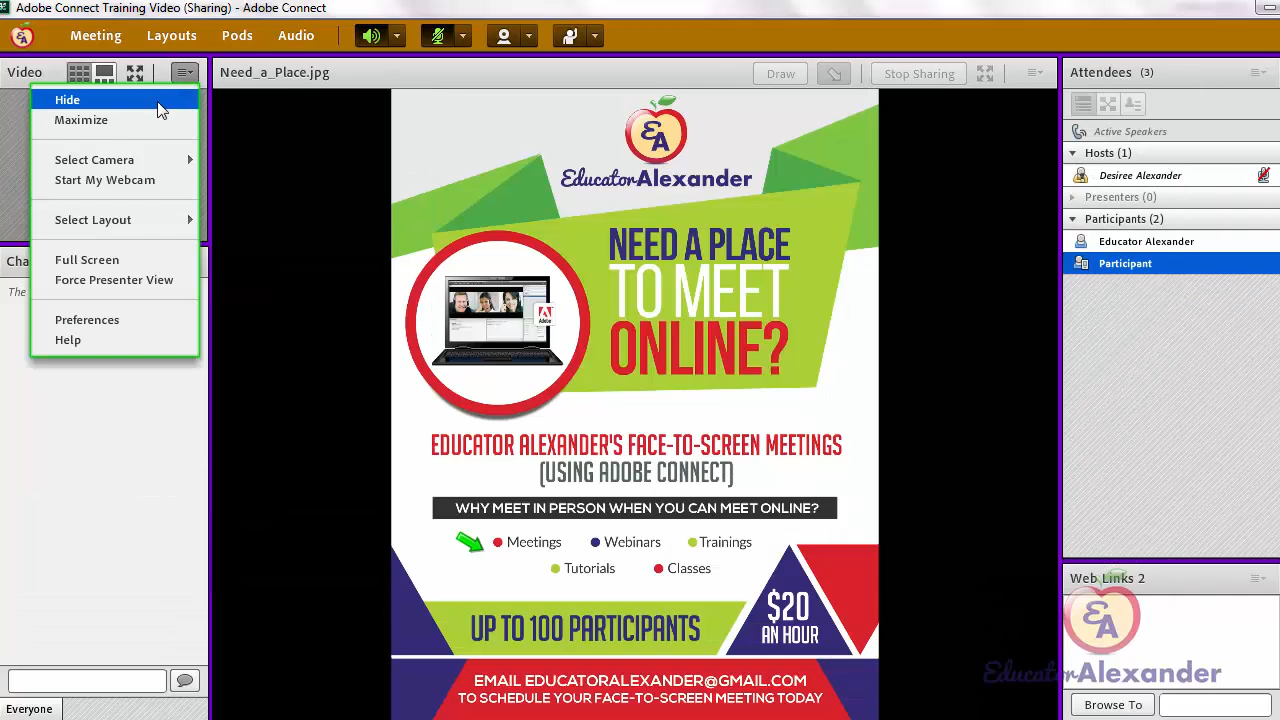 Adobe Connect Training Video (Sharing) - Adobe Connect
Meeting
Layouts
Pods
Audio
Video
Hide
Maximize
Select Camera
Start My Webcam
Select Layout
Full Screen
Force Presenter View
Preferences
Help
Cha
The
Everyone
Need_a_Place.jpg
Draw
Stop Sharing
EA
EducatorAlexander
NEED A PLACE
TO MEET
ONLINE?
Adobe
EDUCATOR ALEXANDER'S FACE-TO-SCREEN MEETINGS
(USING ADOBE CONNECT)
WHY MEET IN PERSON WHEN YOU CAN MEET ONLINE?
Meetings Webinars Trainings
Tutorials Classes
UP TO 100 PARTICIPANTS
$20
AN HOUR
EMAIL EDUCATORALEXANDER@GMAIL.COM
TO SCHEDULE YOUR FACE-TO-SCREEN MEETING TODAY
Attendees (3)
Active Speakers
Hosts (1)
Desiree Alexander
Presenters (0)
Participants (2)
Educator Alexander
Participant
Web Links 2
EA
EducatorAlexander
Browse To